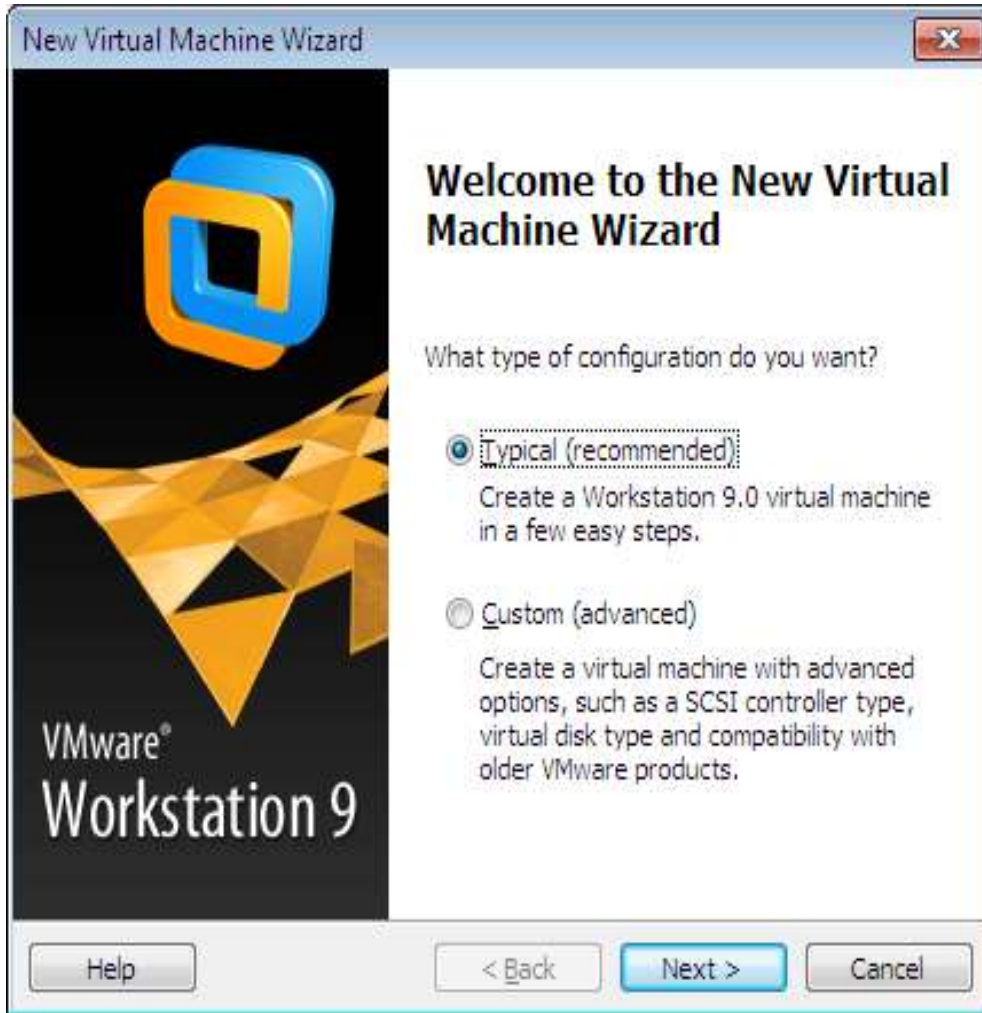 New Virtual Machine Wizard
Welcome to the New Virtual
Machine Wizard
What type of configuration do you want?
Typical (recommended)
Create a Workstation 9.0 virtual machine
in a few easy steps.
Custom (advanced)
Create a virtual machine with advanced
options, such as a SCSI controller type,
virtual disk type and compatibility with
older VMware products.
VMware®
Workstation 9
Help
< Back
Next >
Cancel